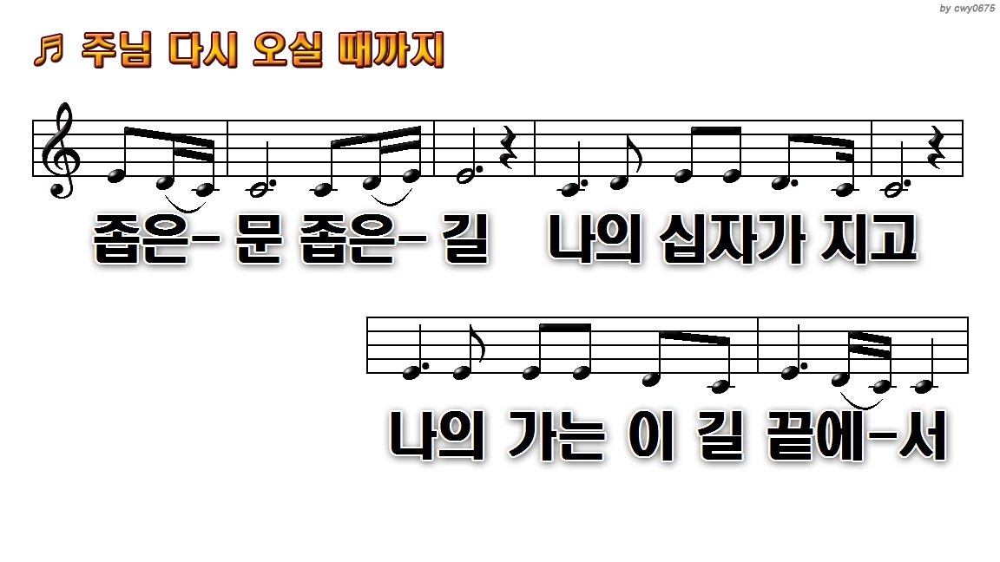 by cwy0675
♬ 주님 다시 오실 때까지
좁은- 문 좁은- 길 나의 십자가 지고
나의 가는 이 길 끝에-서